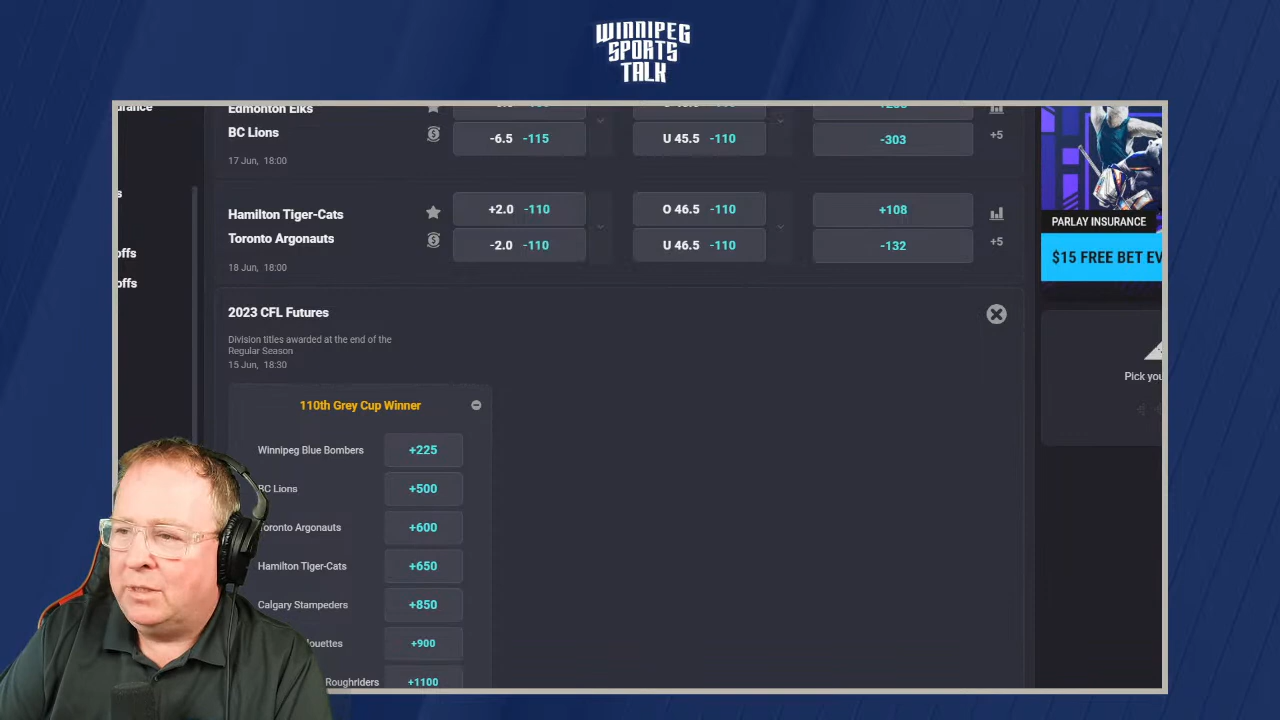 WINNIPEG
SPORTS
TALK
Edmonton Elks
BC Lions
-6.5 -115
U 45.5 -110
-303
+5
17 Jun, 18:00
Hamilton Tiger-Cats
+2.0 -110
O 46.5 -110
+108
Toronto Argonauts
-2.0 -110
U 46.5 -110
-132
+5
18 Jun, 18:00
PARLAY INSURANCE
$15 FREE BET EV
offs
offs
2023 CFL Futures
Division titles awarded at the end of the
Regular Season
15 Jun, 18:30
Pick you
110th Grey Cup Winner
Winnipeg Blue Bombers +225
BC Lions +500
Toronto Argonauts +600
Hamilton Tiger-Cats +650
Calgary Stampeders +850
louettes +900
Roughriders +1100